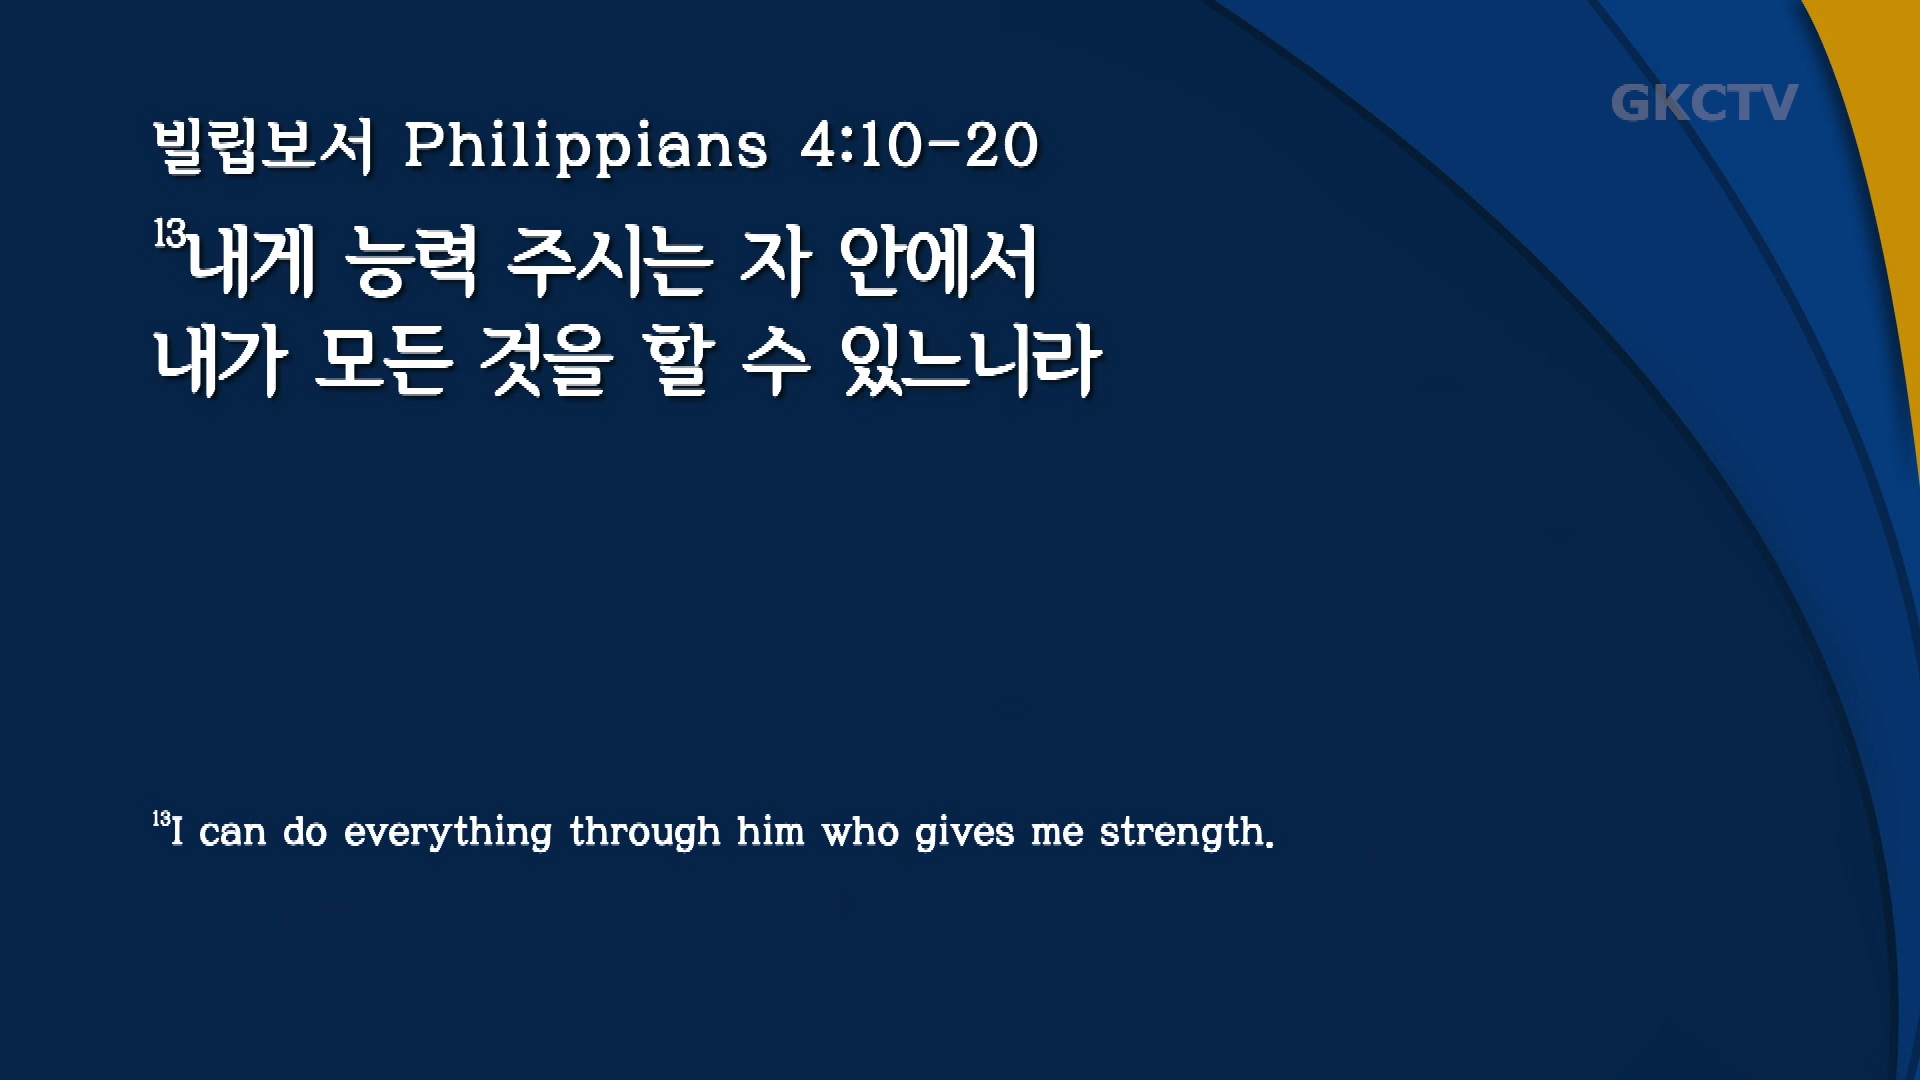 GKCTV
빌립보서 Philippians 4:10-20
13내게 능력 주시는 자 안에서
내가 모든 것을 할 수 있느니라
13I can do everything through him who gives me strength.